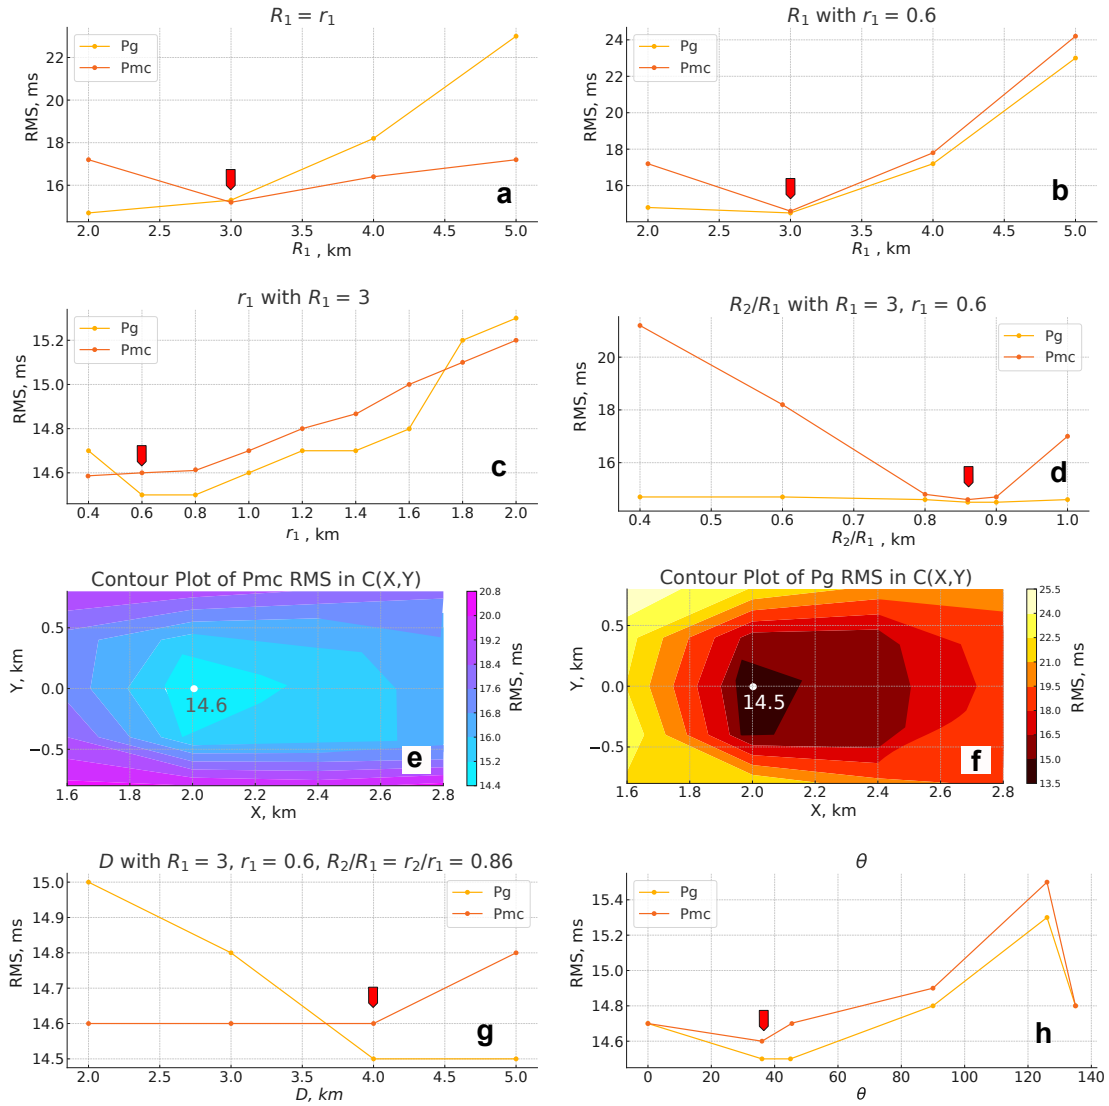 R₁ = r₁
RMS, ms
22
20
18
16
Pg
Pmc
a
2.0 2.5 3.0 3.5 4.0 4.5 5.0
R₁ , km
R₁ with r₁ = 0.6
RMS, ms
24
22
20
18
16
Pg
Pmc
b
2.0 2.5 3.0 3.5 4.0 4.5 5.0
R₁ , km
r₁ with R₁ = 3
RMS, ms
15.2
15.0
14.8
14.6
Pg
Pmc
c
0.4 0.6 0.8 1.0 1.2 1.4 1.6 1.8 2.0
r₁ , km
R₂/R₁ with R₁ = 3, r₁ = 0.6
RMS, ms
20
18
16
Pg
Pmc
d
0.4 0.5 0.6 0.7 0.8 0.9 1.0
R₂/R₁ , km
Contour Plot of Pmc RMS in C(X,Y)
Y, km
0.5
0.0
−0.5
14.6
e
1.6 1.8 2.0 2.2 2.4 2.6 2.8
X, km
20.8
20.0
19.2
18.4
17.6
16.8
16.0
15.2
14.4
RMS, ms
Contour Plot of Pg RMS in C(X,Y)
Y, km
0.5
0.0
−0.5
14.5
f
1.6 1.8 2.0 2.2 2.4 2.6 2.8
X, km
25.5
24.0
22.5
21.0
19.5
18.0
16.5
15.0
13.5
RMS, ms
D with R₁ = 3, r₁ = 0.6, R₂/R₁ = r₂/r₁ = 0.86
RMS, ms
15.0
14.9
14.8
14.7
14.6
14.5
Pg
Pmc
g
2.0 2.5 3.0 3.5 4.0 4.5 5.0
D, km
θ
RMS, ms
15.4
15.2
15.0
14.8
14.6
Pg
Pmc
h
0 20 40 60 80 100 120 140
θ